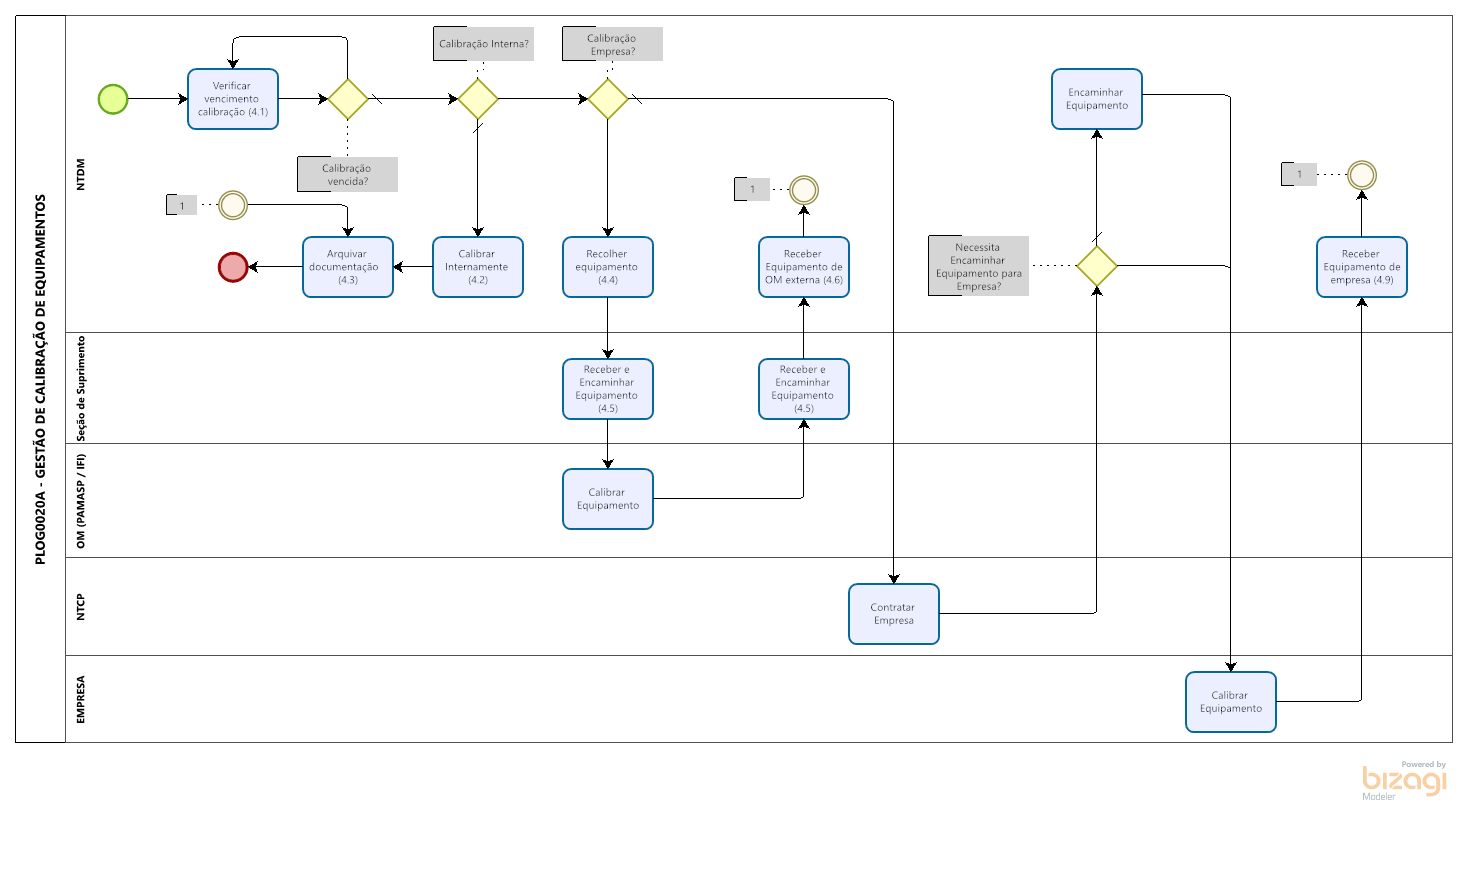 PLOG0020A - GESTÃO DE CALIBRAÇÃO DE EQUIPAMENTOS
NTDM
Verificar
vencimento
calibração (4.1)
Calibração
vencida?
Calibração Interna?
Calibração
Empresa?
1
Arquivar
documentação
(4.3)
Calibrar
Internamente
(4.2)
Recolher
equipamento
(4.4)
1
Receber
Equipamento de
OM externa (4.6)
Necessita
Encaminhar
Equipamento para
Empresa?
Encaminhar
Equipamento
1
Receber
Equipamento de
empresa (4.9)
Seção de Suprimento
Receber e
Encaminhar
Equipamento
(4.5)
Receber e
Encaminhar
Equipamento
(4.5)
OM (PAMASP / IFI)
Calibrar
Equipamento
NTCP
Contratar
Empresa
EMPRESA
Calibrar
Equipamento
Powered by
bizagi
Modeler